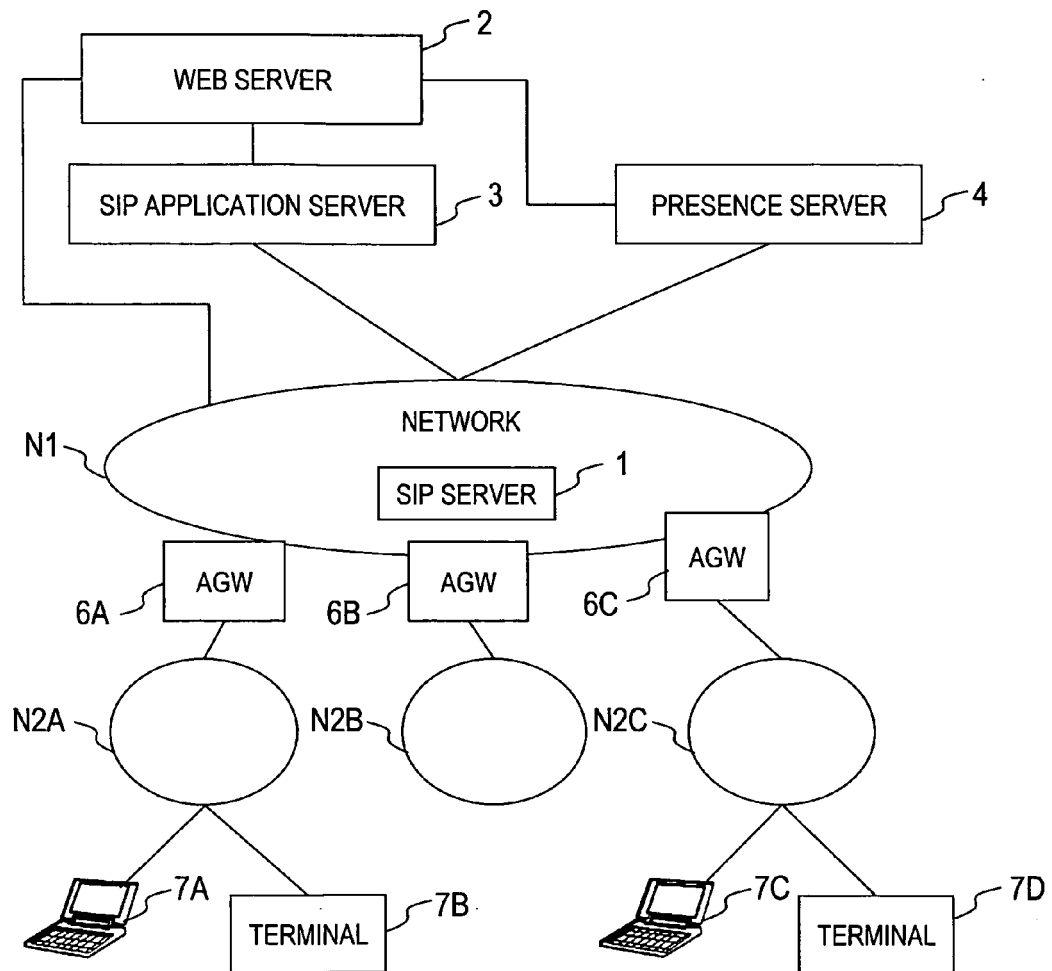 2
WEB SERVER
SIP APPLICATION SERVER
3
PRESENCE SERVER
4
NETWORK
N1
1
SIP SERVER
AGW
AGW
AGW
6A
6B
6C
N2A
N2B
N2C
7A
7B
7C
7D
TERMINAL
TERMINAL